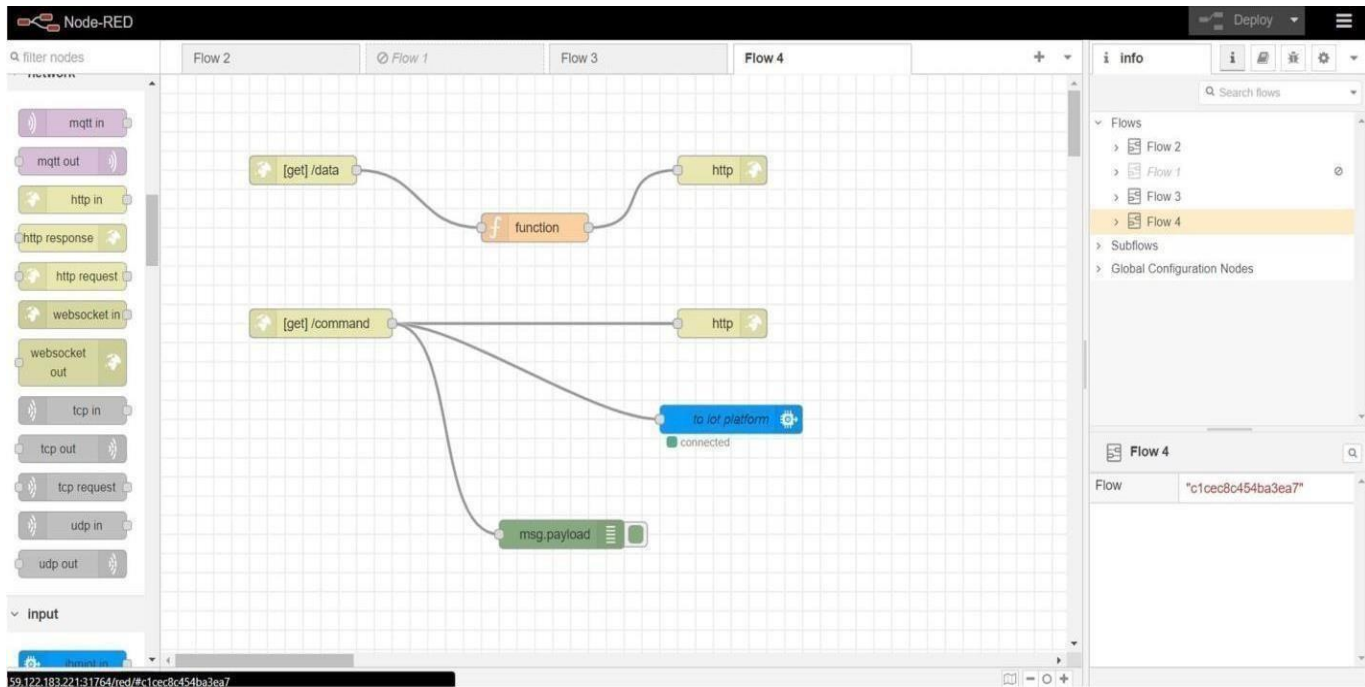 Node-RED
Deploy
filter nodes
Flow 2
Flow 1
Flow 3
Flow 4
info
Search flows
network
mqtt in
mqtt out
http in
http response
http request
websocket in
websocket
out
tcp in
tcp out
tcp request
udp in
udp out
input
ibmiot in
[get] /data
http
function
[get] /command
http
to iot platform
connected
msg.payload
Flows
Flow 2
Flow 1
Flow 3
Flow 4
Subflows
Global Configuration Nodes
Flow 4
Flow
"c1cec8c454ba3ea7"
59.122.183.221:31764/red/#c1cec8c454ba3ea7